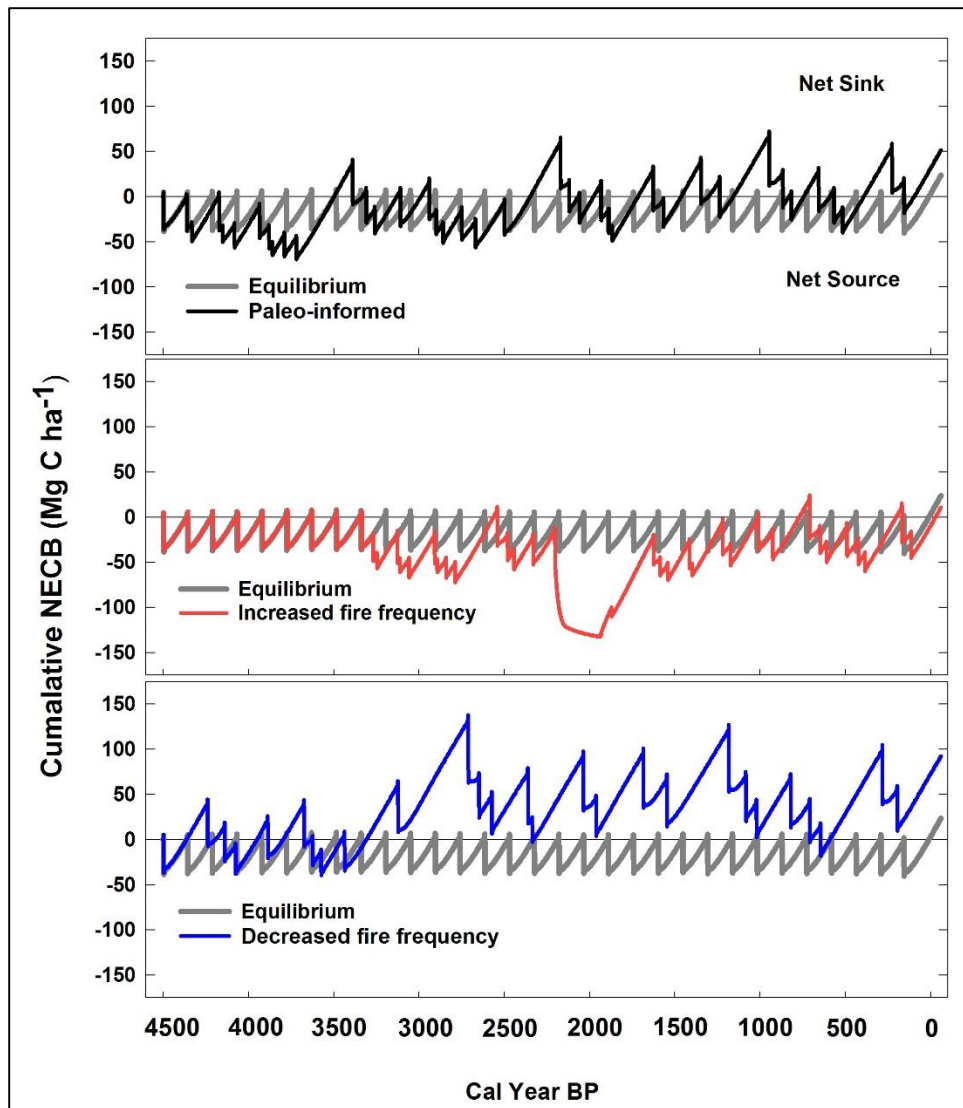 Cumalative NECB (Mg C ha⁻¹)
150
100
50
0
-50
-100
-150
Net Sink
Net Source
Equilibrium
Paleo-informed
150
100
50
0
-50
-100
-150
Equilibrium
Increased fire frequency
150
100
50
0
-50
-100
-150
Equilibrium
Decreased fire frequency
4500 4000 3500 3000 2500 2000 1500 1000 500 0
Cal Year BP